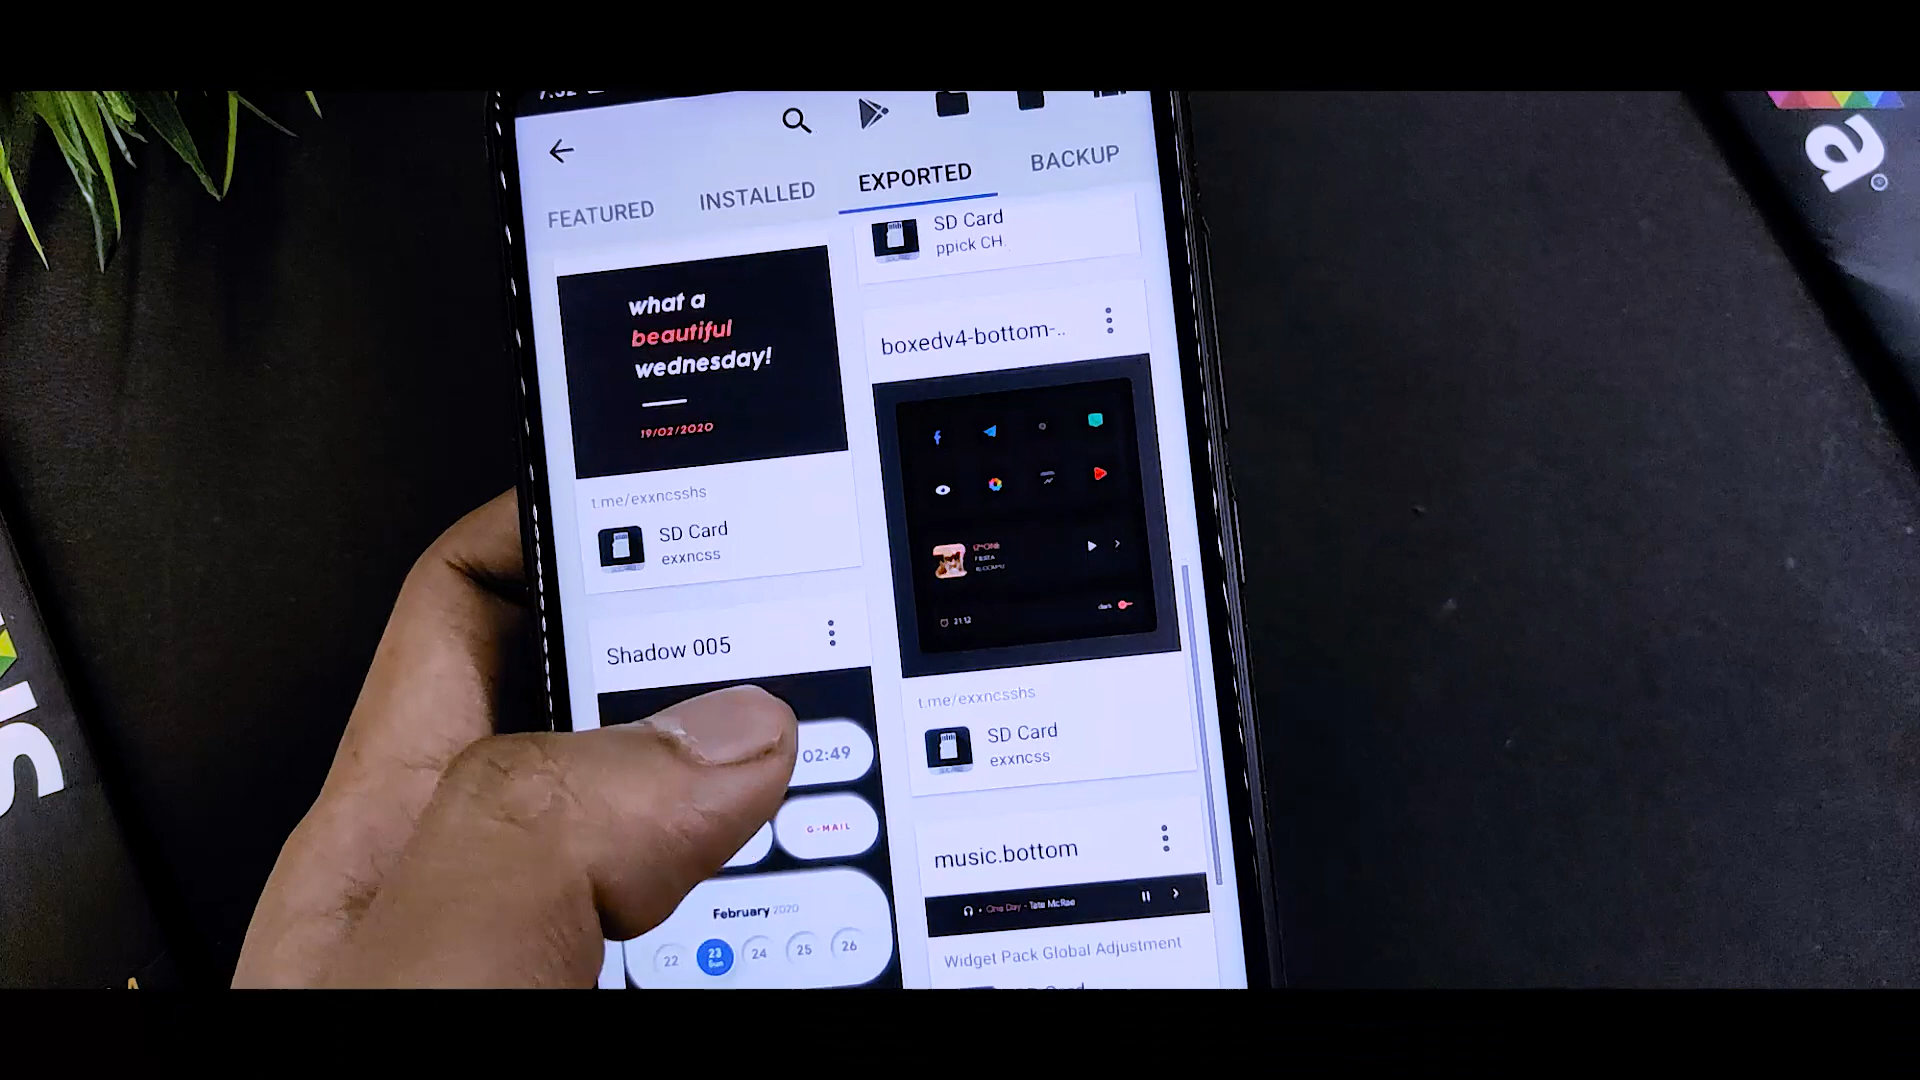 FEATURED
INSTALLED
EXPORTED
BACKUP
what a
beautiful
wednesday!
19/02/2020
t.me/exxncsshs
SD Card
exxncss
Shadow 005
02:49
G-MAIL
February 2020
22
23
Sun
24
25
26
SD Card
ppick CH.
boxedv4-bottom-..
21:12
dark
t.me/exxncsshs
SD Card
exxncss
music.bottom
One Day - Tate McRae
Widget Pack Global Adjustment
a